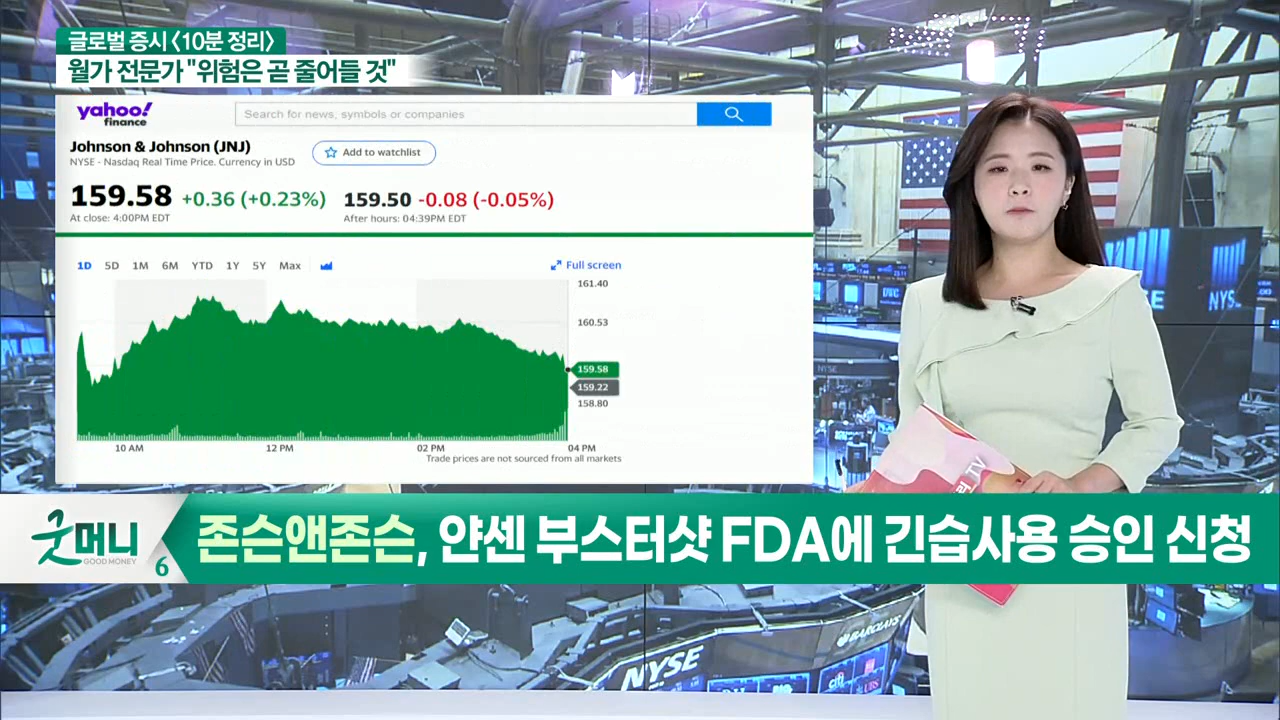 글로벌 증시 <10분 정리>
월가 전문가 "위험은 곧 줄어들 것"
yahoo!
finance
Search for news, symbols or companies
Johnson & Johnson (JNJ)
NYSE - Nasdaq Real Time Price. Currency in USD
Add to watchlist
159.58 +0.36 (+0.23%)
At close: 4:00PM EDT
159.50 -0.08 (-0.05%)
After hours: 04:39PM EDT
1D 5D 1M 6M YTD 1Y 5Y Max
Full screen
161.40
160.53
159.58
159.22
158.80
10 AM 12 PM 02 PM 04 PM
Trade prices are not sourced from all markets
NYS
TV
굿머니
GOOD MONEY
6
존슨앤존슨, 얀센 부스터샷 FDA에 긴급사용 승인 신청
BARCLAYS
NYSE
citi
UBS